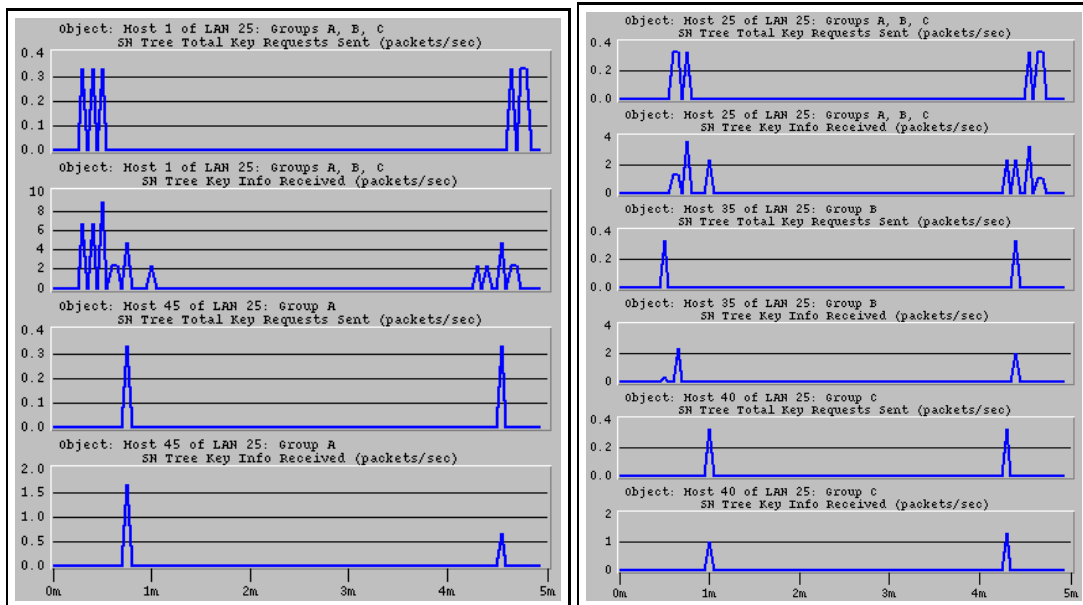 Object: Host 1 of LAN 25: Groups A, B, C
SN Tree Total Key Requests Sent (packets/sec)
0.4
0.3
0.2
0.1
0.0
Object: Host 1 of LAN 25: Groups A, B, C
SN Tree Key Info Received (packets/sec)
10
8
6
4
2
0
Object: Host 45 of LAN 25: Group A
SN Tree Total Key Requests Sent (packets/sec)
0.4
0.3
0.2
0.1
0.0
Object: Host 45 of LAN 25: Group A
SN Tree Key Info Received (packets/sec)
2.0
1.5
1.0
0.5
0.0
0m 1m 2m 3m 4m 5m
Object: Host 25 of LAN 25: Groups A, B, C
SN Tree Total Key Requests Sent (packets/sec)
0.4
0.2
0.0
Object: Host 25 of LAN 25: Groups A, B, C
SN Tree Key Info Received (packets/sec)
4
2
0
Object: Host 35 of LAN 25: Group B
SN Tree Total Key Requests Sent (packets/sec)
0.4
0.2
0.0
Object: Host 35 of LAN 25: Group B
SN Tree Key Info Received (packets/sec)
4
2
0
Object: Host 40 of LAN 25: Group C
SN Tree Total Key Requests Sent (packets/sec)
0.4
0.2
0.0
Object: Host 40 of LAN 25: Group C
SN Tree Key Info Received (packets/sec)
2
1
0
0m 1m 2m 3m 4m 5m